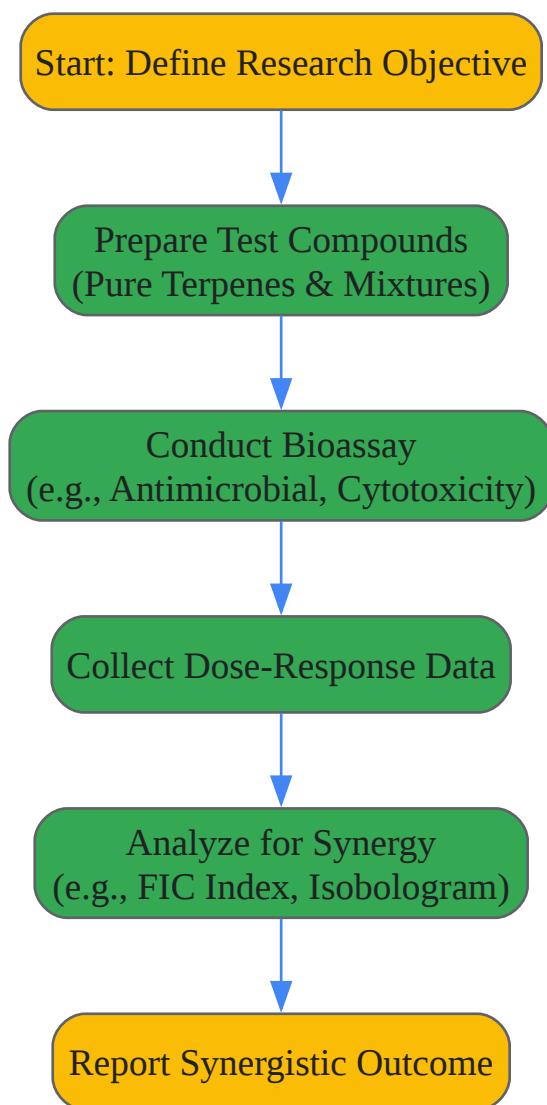 Start: Define Research Objective
Prepare Test Compounds
(Pure Terpenes & Mixtures)
Conduct Bioassay
(e.g., Antimicrobial, Cytotoxicity)
Collect Dose-Response Data
Analyze for Synergy
(e.g., FIC Index, Isobologram)
Report Synergistic Outcome